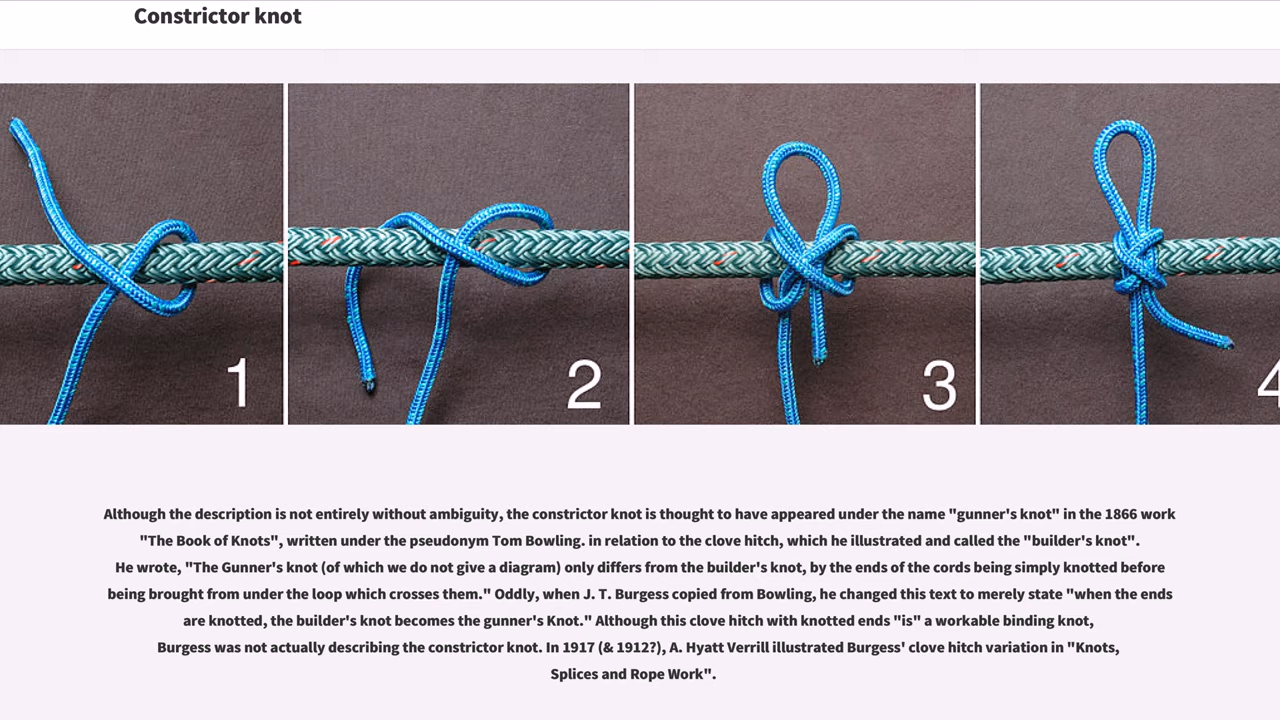 Constrictor knot
1
2
3
4
Although the description is not entirely without ambiguity, the constrictor knot is thought to have appeared under the name "gunner's knot" in the 1866 work
"The Book of Knots", written under the pseudonym Tom Bowling. in relation to the clove hitch, which he illustrated and called the "builder's knot".
He wrote, "The Gunner's knot (of which we do not give a diagram) only differs from the builder's knot, by the ends of the cords being simply knotted before
being brought from under the loop which crosses them." Oddly, when J. T. Burgess copied from Bowling, he changed this text to merely state "when the ends
are knotted, the builder's knot becomes the gunner's Knot." Although this clove hitch with knotted ends "is" a workable binding knot,
Burgess was not actually describing the constrictor knot. In 1917 (& 1912?), A. Hyatt Verrill illustrated Burgess' clove hitch variation in "Knots,
Splices and Rope Work".